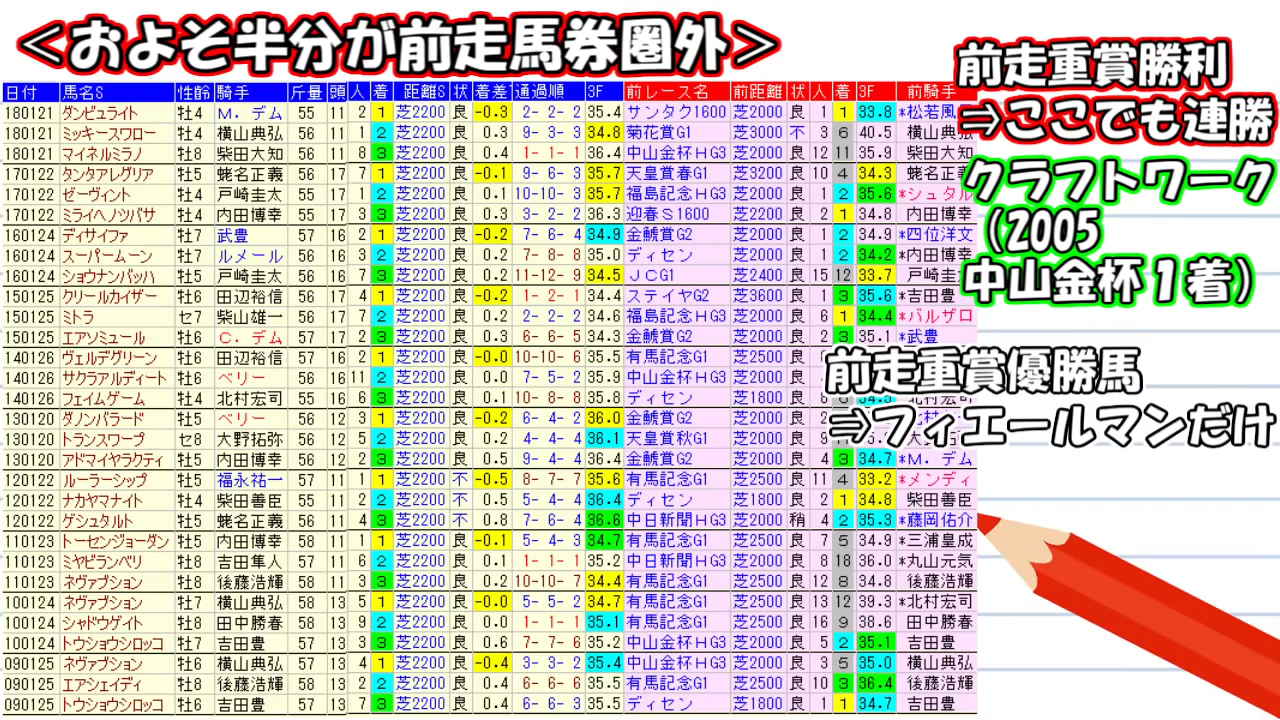 ＜およそ半分が前走馬券圏外＞
前走重賞勝利
⇒ここでも連勝
クラフトワーク
（2005
中山金杯１着）
前走重賞優勝馬
⇒フィエールマンだけ
日付 馬名S 性齢 騎手 斤量 頭 人 着 距離S 状 着差 通過順 3F 前レース名 前距離 状 人 着 3F 前騎手
180121 ダンビュライト 牡4 Ｍ．デム 55 11 2 1 芝2200 良 -0.3 2- 2- 2 35.4 サンタク1600 芝2000 良 1 1 33.8 *松若風
180121 ミッキースワロー 牡4 横山典弘 56 11 1 2 芝2200 良 0.3 9- 3- 3 34.8 菊花賞G1 芝3000 不 3 6 40.5 横山典
180121 マイネルミラノ 牡8 柴田大知 56 11 8 3 芝2200 良 0.4 1- 1- 1 36.4 中山金杯HG3 芝2000 良 12 11 35.9 柴田大知
170122 タンタアレグリア 牡5 蛯名正義 56 17 7 1 芝2200 良 -0.1 9- 6- 3 35.7 天皇賞春G1 芝3200 良 10 4 34.3 蛯名正
170122 ゼーヴィント 牡4 戸崎圭太 55 17 1 2 芝2200 良 0.1 10-10- 3 35.7 福島記念HG3 芝2000 良 1 2 35.6 *シュタル
170122 ミライヘノツバサ 牡4 内田博幸 55 17 3 3 芝2200 良 0.3 3- 2- 2 36.3 迎春Ｓ1600 芝2200 良 2 1 34.8 内田博幸
160124 ディサイファ 牡7 武豊 57 16 2 1 芝2200 良 -0.2 7- 6- 4 34.9 金鯱賞G2 芝2000 良 1 2 34.9 *四位洋文
160124 スーパームーン 牡7 ルメール 56 16 3 2 芝2200 良 0.2 7- 8- 8 35.0 ディセン 芝2000 良 1 2 34.2 *内田博幸
160124 ショウナンバッハ 牡5 戸崎圭太 56 16 7 3 芝2200 良 0.2 11-12- 9 34.5 ＪＣG1 芝2400 良 15 12 33.7 戸崎圭
150125 クリールカイザー 牡6 田辺裕信 56 17 4 1 芝2200 良 -0.2 1- 2- 1 34.4 ステイヤG2 芝3600 良 1 3 35.6 *吉田豊
150125 ミトラ セ7 柴山雄一 56 17 7 2 芝2200 良 0.2 2- 2- 2 34.6 福島記念HG3 芝2000 良 6 1 34.4 *バルザロ
150125 エアソミュール 牡6 Ｃ．デム 57 17 2 3 芝2200 良 0.3 6- 6- 5 34.3 金鯱賞G2 芝2000 良 2 3 35.1 *武豊
140126 ヴェルデグリーン 牡6 田辺裕信 57 16 2 1 芝2200 良 -0.0 10-10- 6 35.5 有馬記念G1 芝2500 良
140126 サクラアルディート 牡6 ベリー 56 16 11 2 芝2200 良 0.0 7- 5- 2 35.9 中山金杯HG3 芝2000 良
140126 フェイムゲーム 牡4 北村宏司 55 16 6 3 芝2200 良 0.1 10- 8- 8 35.8 ディセン 芝1800 良
130120 ダノンバラード 牡5 ベリー 56 12 3 1 芝2200 良 -0.2 6- 4- 2 36.0 金鯱賞G2 芝2000 良
130120 トランスワープ セ8 大野拓弥 56 12 5 2 芝2200 良 0.2 4- 4- 4 36.1 天皇賞秋G1 芝2000 良
130120 アドマイヤラクティ 牡5 内田博幸 56 12 2 3 芝2200 良 0.5 9- 4- 4 36.4 金鯱賞G2 芝2000 良 4 3 34.7 *Ｍ．デム
120122 ルーラーシップ 牡5 福永祐一 57 11 1 1 芝2200 不 -0.5 8- 7- 7 35.6 有馬記念G1 芝2500 良 11 4 33.2 *メンディ
120122 ナカヤマナイト 牡4 柴田善臣 55 11 2 2 芝2200 不 0.5 5- 4- 4 36.4 ディセン 芝1800 良 2 1 34.8 柴田善臣
120122 ゲシュタルト 牡5 蛯名正義 56 11 4 3 芝2200 不 0.8 7- 6- 4 36.6 中日新聞HG3 芝2000 稍 4 2 35.3 *藤岡佑介
110123 トーセンジョーダン 牡5 内田博幸 58 11 1 1 芝2200 良 -0.1 5- 4- 3 34.7 有馬記念G1 芝2500 良 7 5 34.9 *三浦皇成
110123 ミヤビランベリ 牡8 吉田隼人 57 11 6 2 芝2200 良 0.1 1- 1- 1 35.2 中日新聞HG3 芝2000 良 8 18 36.0 *丸山元気
110123 ネヴァブション 牡8 後藤浩輝 58 11 3 3 芝2200 良 0.2 10-10- 7 34.4 有馬記念G1 芝2500 良 12 8 34.8 後藤浩輝
100124 ネヴァブション 牡7 横山典弘 58 13 5 1 芝2200 良 -0.0 5- 5- 2 34.7 有馬記念G1 芝2500 良 13 12 39.3 *北村宏司
100124 シャドウゲイト 牡8 田中勝春 58 13 9 2 芝2200 良 0.0 1- 1- 1 35.1 有馬記念G1 芝2500 良 16 9 38.6 田中勝春
100124 トウショウシロッコ 牡7 吉田豊 57 13 3 3 芝2200 良 0.6 7- 7- 6 35.2 中山金杯HG3 芝2000 良 5 2 35.1 吉田豊
090125 ネヴァブション 牡6 横山典弘 57 13 4 1 芝2200 良 -0.4 3- 3- 2 35.4 中山金杯HG3 芝2000 良 3 5 35.0 横山典弘
090125 エアシェイディ 牡8 後藤浩輝 58 13 2 2 芝2200 良 0.4 6- 6- 6 35.5 有馬記念G1 芝2500 良 10 3 36.4 後藤浩輝
090125 トウショウシロッコ 牡6 吉田豊 57 13 7 3 芝2200 良 0.4 6- 6- 3 35.5 ディセン 芝1800 良 1 1 34.7 吉田豊